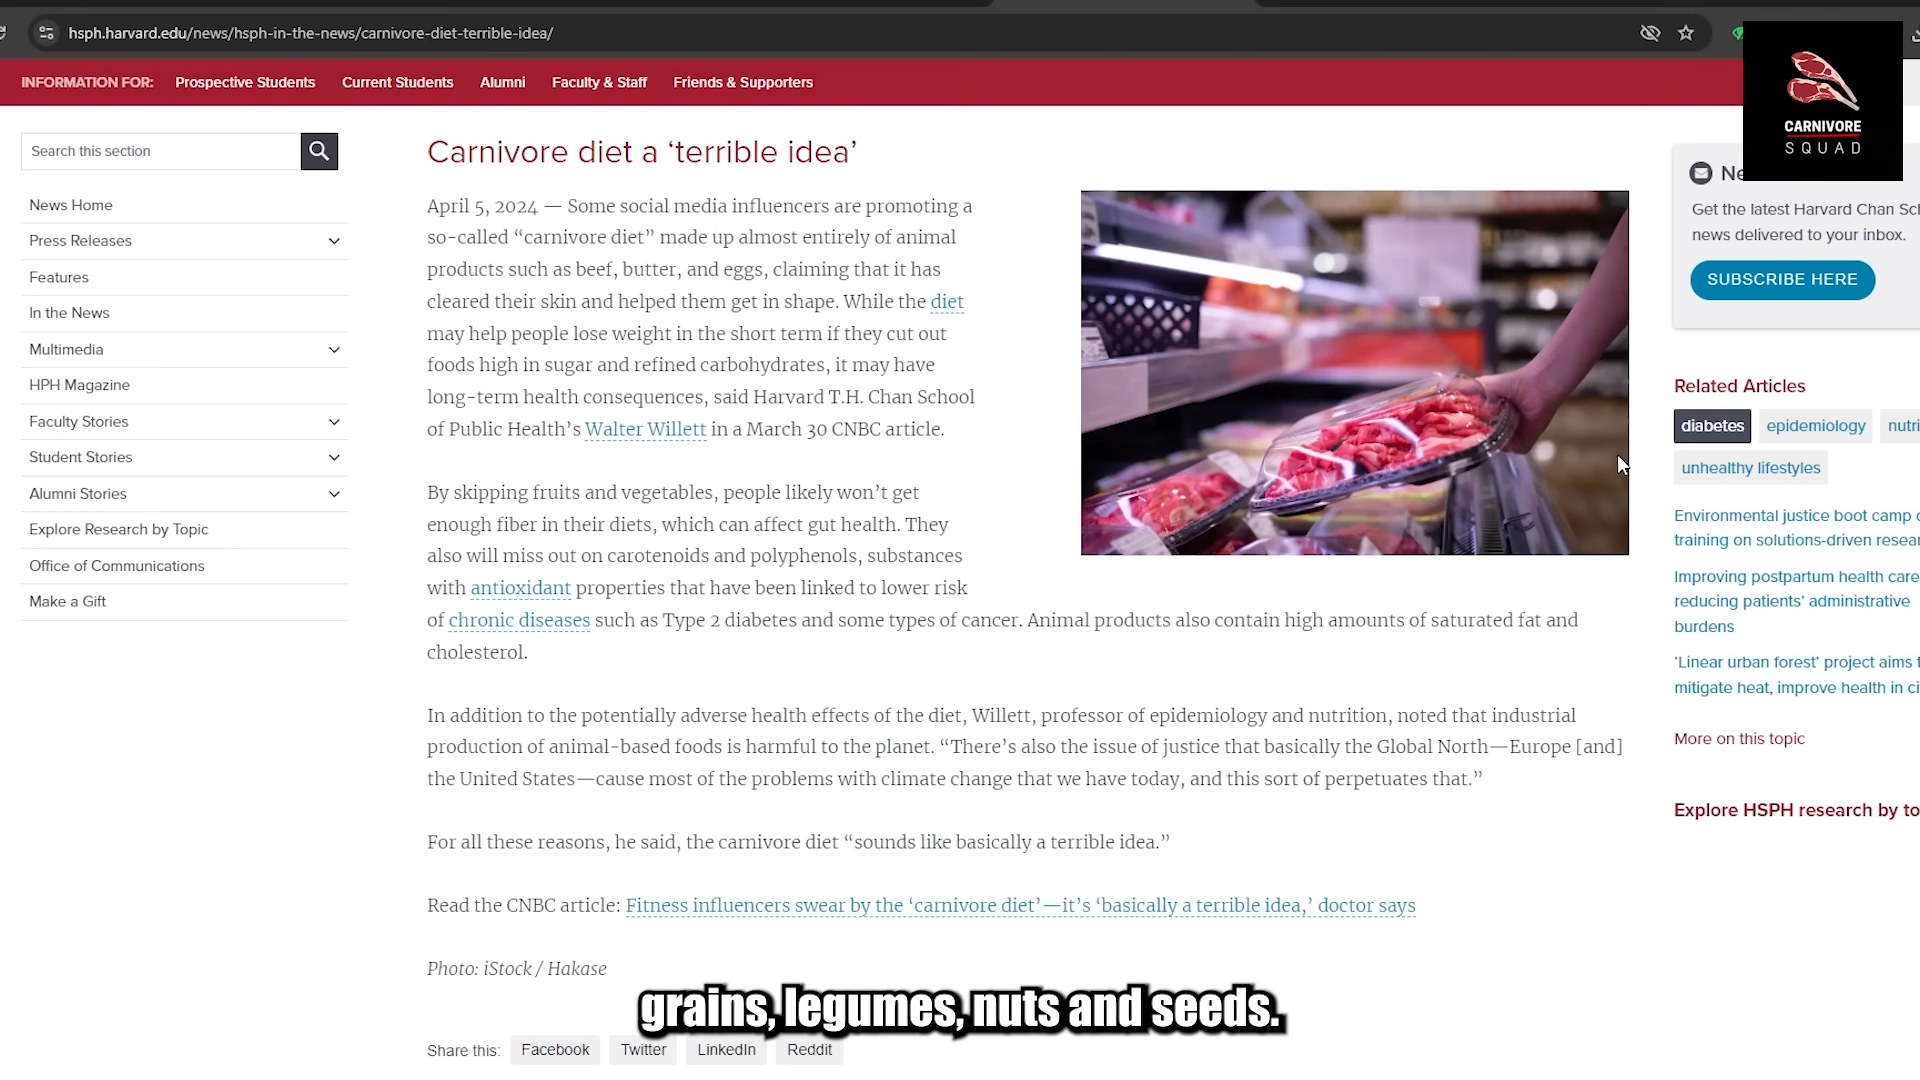 hsph.harvard.edu/news/hsph-in-the-news/carnivore-diet-terrible-idea/
INFORMATION FOR: Prospective Students Current Students Alumni Faculty & Staff Friends & Supporters
CARNIVORE
SQUAD
Search this section
News Home
Press Releases
Features
In the News
Multimedia
HPH Magazine
Faculty Stories
Student Stories
Alumni Stories
Explore Research by Topic
Office of Communications
Make a Gift
Carnivore diet a ‘terrible idea’
April 5, 2024 — Some social media influencers are promoting a
so-called “carnivore diet” made up almost entirely of animal
products such as beef, butter, and eggs, claiming that it has
cleared their skin and helped them get in shape. While the diet
may help people lose weight in the short term if they cut out
foods high in sugar and refined carbohydrates, it may have
long-term health consequences, said Harvard T.H. Chan School
of Public Health’s Walter Willett in a March 30 CNBC article.
By skipping fruits and vegetables, people likely won’t get
enough fiber in their diets, which can affect gut health. They
also will miss out on carotenoids and polyphenols, substances
with antioxidant properties that have been linked to lower risk
of chronic diseases such as Type 2 diabetes and some types of cancer. Animal products also contain high amounts of saturated fat and
cholesterol.
In addition to the potentially adverse health effects of the diet, Willett, professor of epidemiology and nutrition, noted that industrial
production of animal-based foods is harmful to the planet. “There’s also the issue of justice that basically the Global North—Europe [and]
the United States—cause most of the problems with climate change that we have today, and this sort of perpetuates that.”
For all these reasons, he said, the carnivore diet “sounds like basically a terrible idea.”
Read the CNBC article: Fitness influencers swear by the ‘carnivore diet’—it’s ‘basically a terrible idea,’ doctor says
Photo: iStock / Hakase
grains, legumes, nuts and seeds.
Share this: Facebook Twitter LinkedIn Reddit
Ne
Get the latest Harvard Chan Sch
news delivered to your inbox.
SUBSCRIBE HERE
Related Articles
diabetes epidemiology nutri
unhealthy lifestyles
Environmental justice boot camp
training on solutions-driven resear
Improving postpartum health care
reducing patients’ administrative
burdens
‘Linear urban forest’ project aims t
mitigate heat, improve health in ci
More on this topic
Explore HSPH research by to